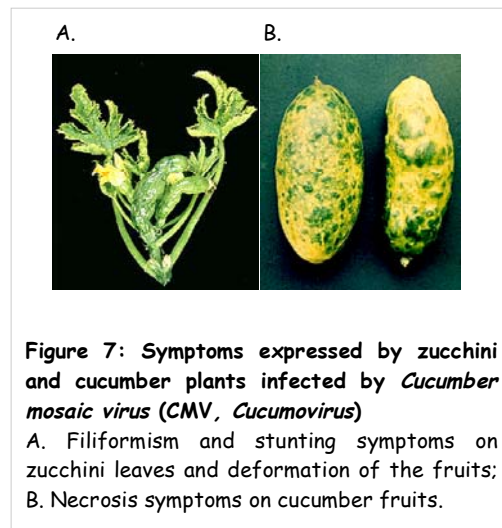 A. B.
Figure 7: Symptoms expressed by zucchini
and cucumber plants infected by Cucumber
mosaic virus (CMV, Cucumovirus)
A. Filiformism and stunting symptoms on
zucchini leaves and deformation of the fruits;
B. Necrosis symptoms on cucumber fruits.